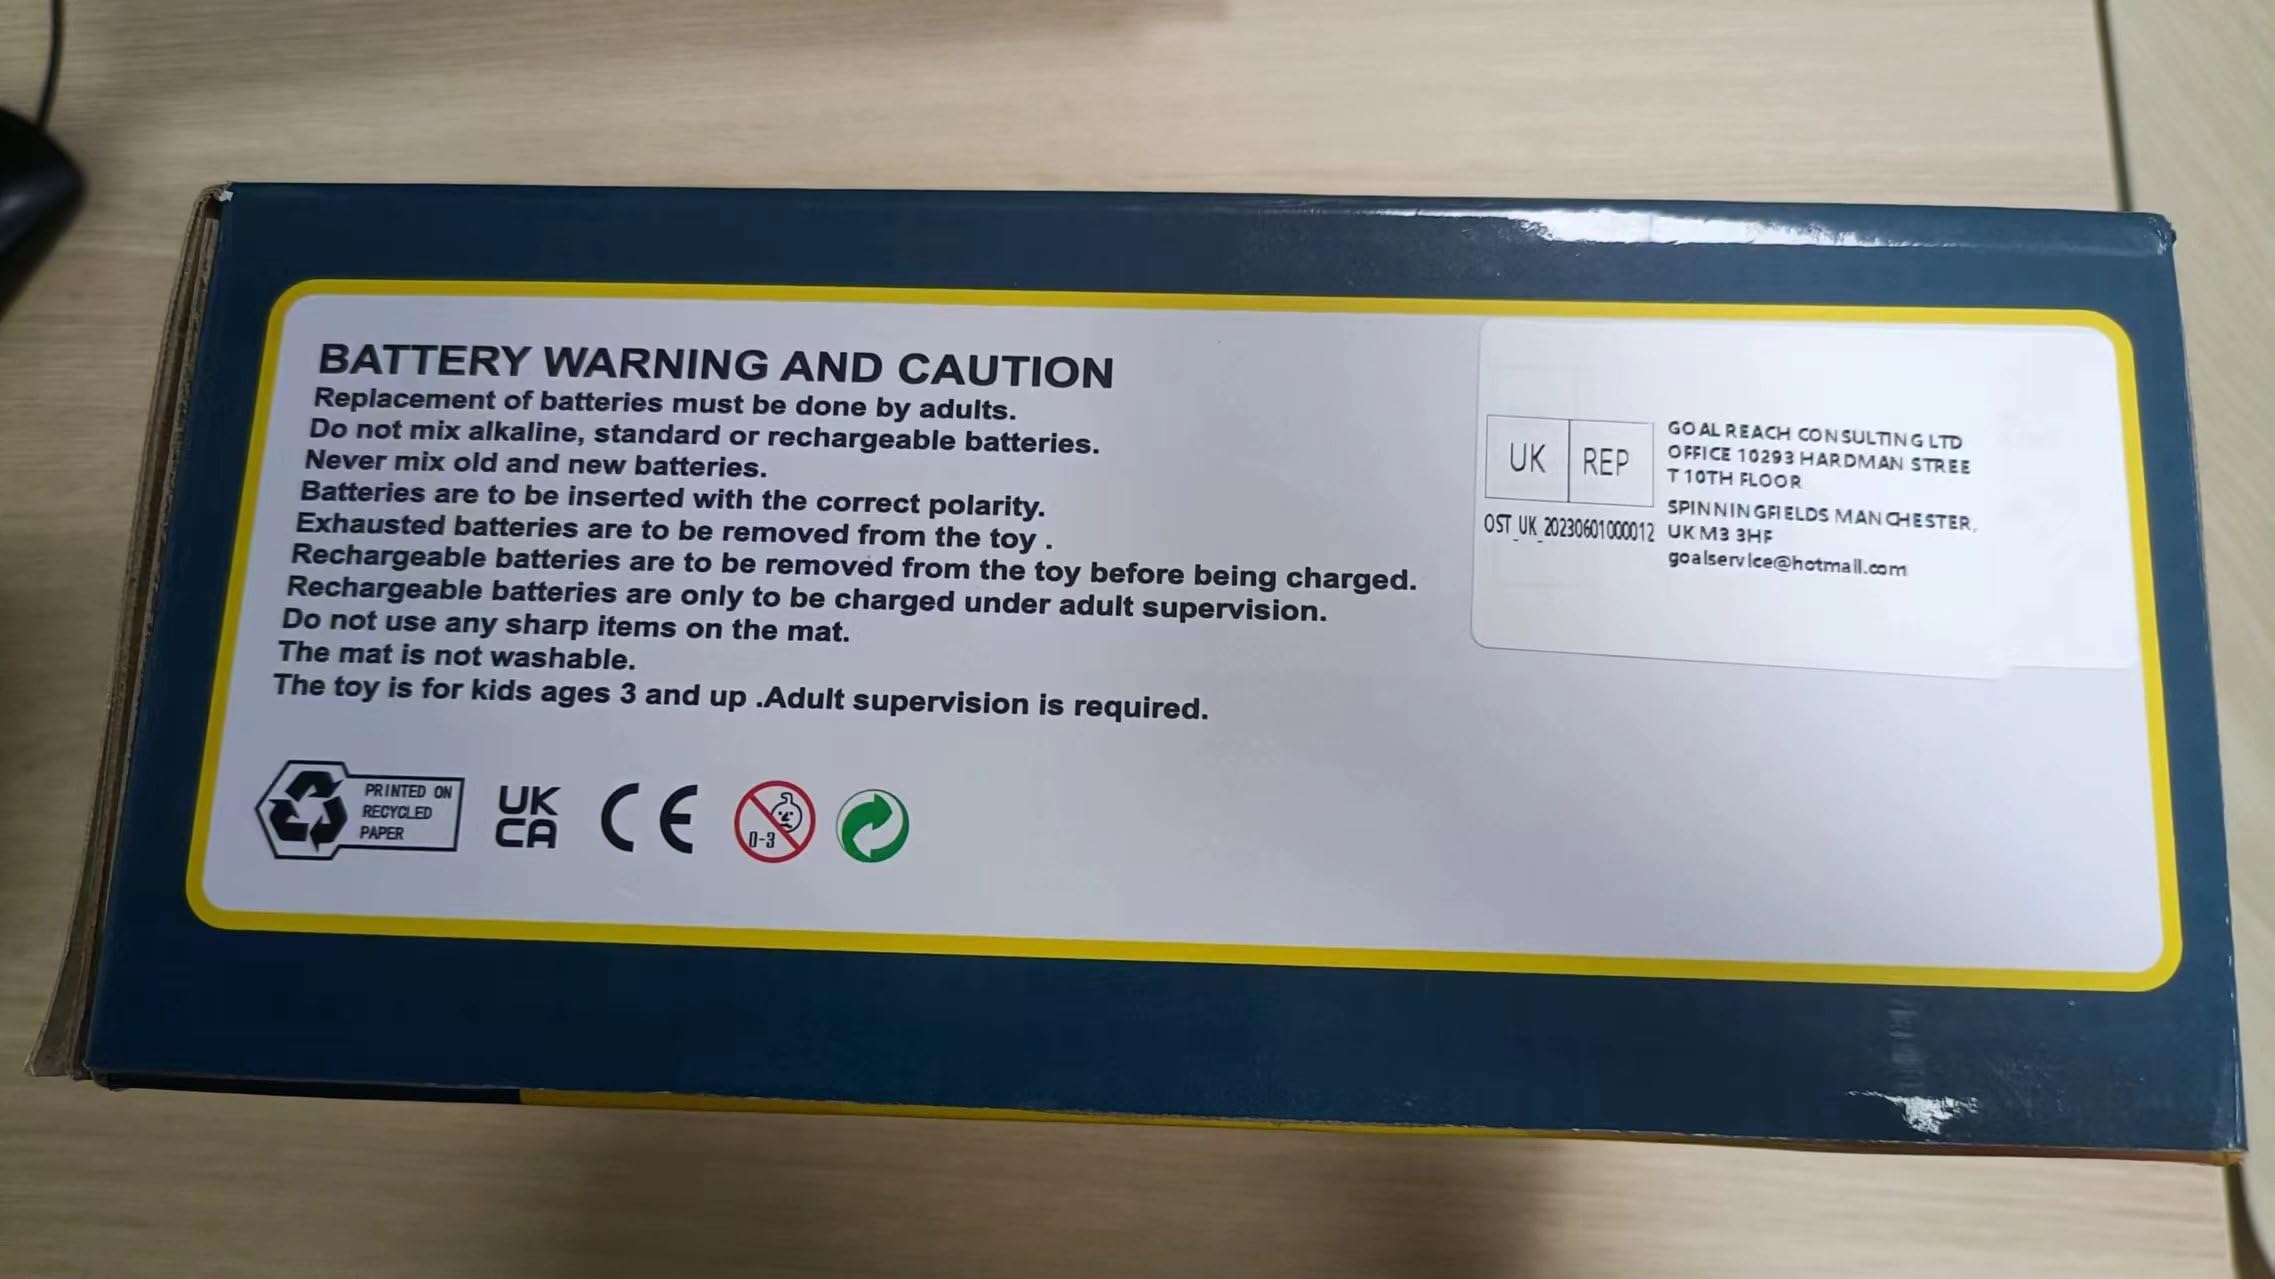 BATTERY WARNING AND CAUTION
Replacement of batteries must be done by adults.
Do not mix alkaline, standard or rechargeable batteries.
Never mix old and new batteries.
Batteries are to be inserted with the correct polarity.
Exhausted batteries are to be removed from the toy .
Rechargeable batteries are to be removed from the toy before being charged.
Rechargeable batteries are only to be charged under adult supervision.
Do not use any sharp items on the mat.
The mat is not washable.
The toy is for kids ages 3 and up .Adult supervision is required.
PRINTED ON
RECYCLED
PAPER
UK
CA
CE
0-3
UK REP
OST_UK_20230601000012
GOAL REACH CONSULTING LTD
OFFICE 10293 HARDMAN STREE
T 10TH FLOOR
SPINNINGFIELDS MANCHESTER,
UK M3 3HF
goalservice@hotmail.com